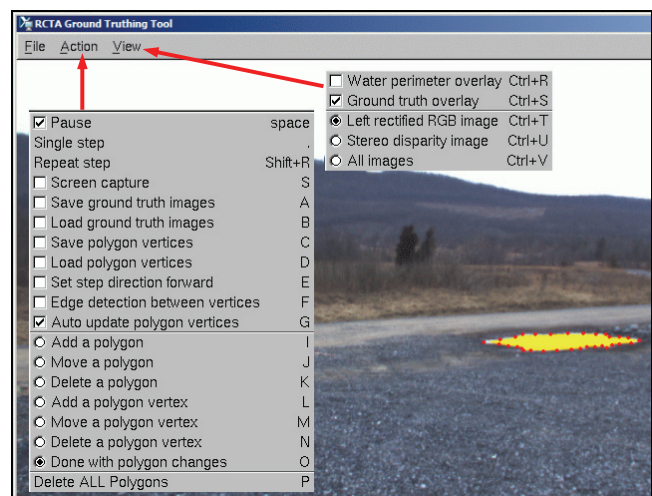 RCTA Ground Truthing Tool
File Action View
Water perimeter overlay Ctrl+R
Ground truth overlay Ctrl+S
Left rectified RGB image Ctrl+T
Stereo disparity image Ctrl+U
All images Ctrl+V
Pause space
Single step .
Repeat step Shift+R
Screen capture S
Save ground truth images A
Load ground truth images B
Save polygon vertices C
Load polygon vertices D
Set step direction forward E
Edge detection between vertices F
Auto update polygon vertices G
Add a polygon I
Move a polygon J
Delete a polygon K
Add a polygon vertex L
Move a polygon vertex M
Delete a polygon vertex N
Done with polygon changes O
Delete ALL Polygons P